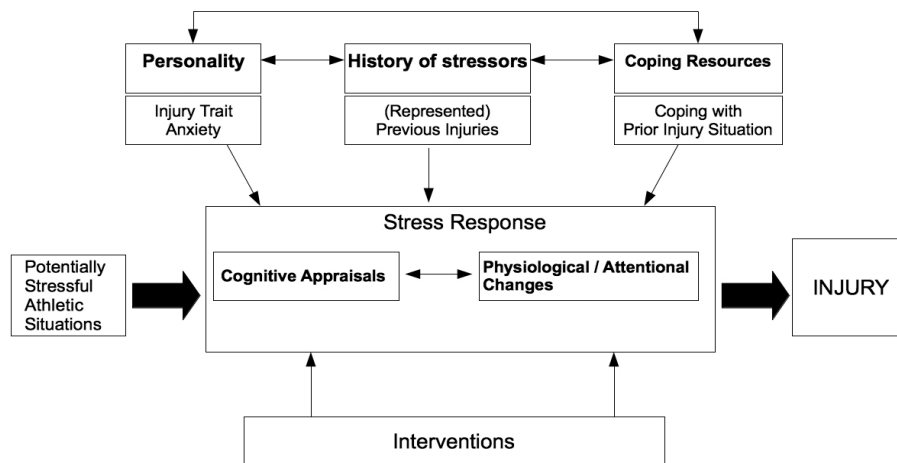 Personality
History of stressors
Coping Resources
Injury Trait
Anxiety
(Represented)
Previous Injuries
Coping with
Prior Injury Situation
Stress Response
Cognitive Appraisals
Physiological / Attentional
Changes
Potentially
Stressful
Athletic
Situations
INJURY
Interventions